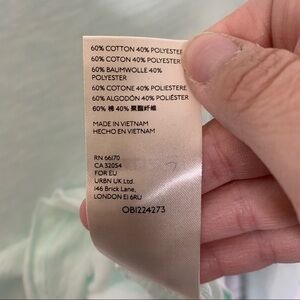 60% COTTON 40% POLYESTER
60% COTON 40% POLYESTER
60% BAUMWOLLE 40%
POLYESTER
60% COTONE 40% POLIESTERE
60% ALGODÓN 40% POLIÉSTER
60% 棉 40% 聚酯纤维
MADE IN VIETNAM
HECHO EN VIETNAM
RN 66170
CA 32054
FOR EU
URBN UK Ltd.
146 Brick Lane,
LONDON E1 6RU
OB1224273